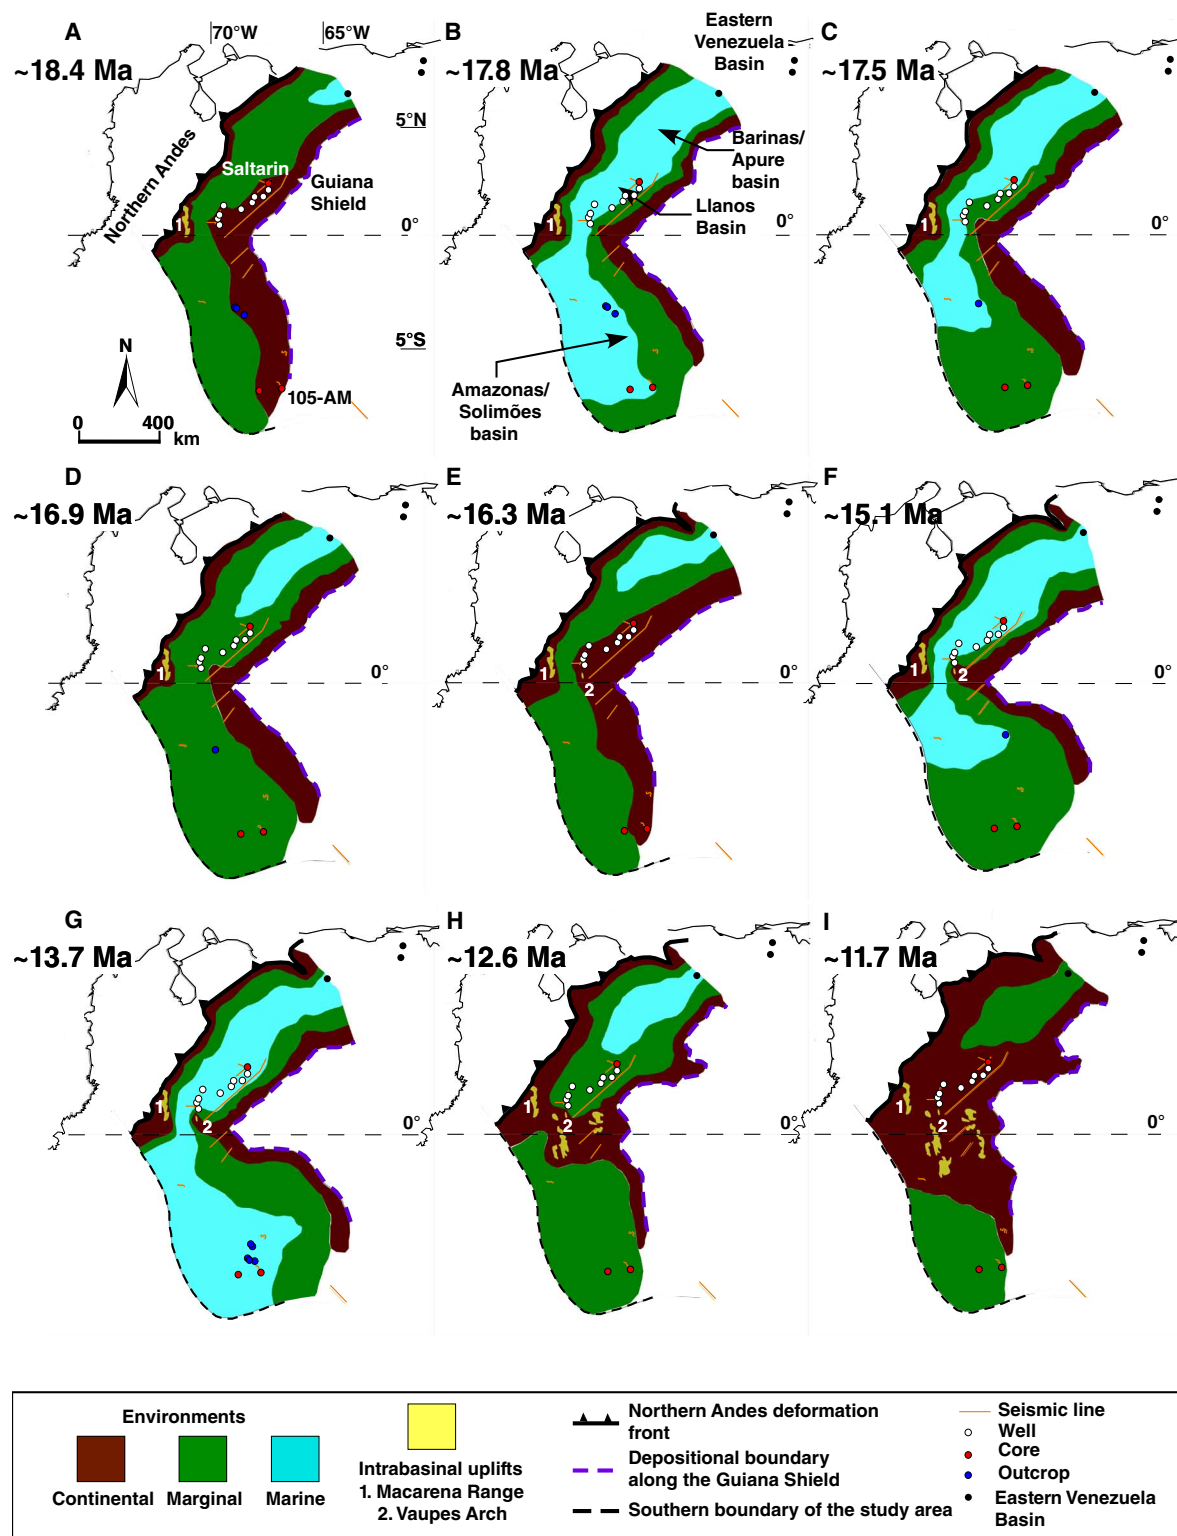 A
70°W
65°W
~18.4 Ma
5°N
Northern Andes
Saltarin
Guiana
Shield
1
0°
5°S
N
105-AM
0
400
km
B
Eastern
Venezuela
Basin
~17.8 Ma
Barinas/
Apure
basin
Llanos
Basin
1
0°
Amazonas/
Solimões
basin
C
~17.5 Ma
1
D
~16.9 Ma
1
0°
E
~16.3 Ma
1
2
F
~15.1 Ma
1
2
0°
G
~13.7 Ma
1
2
0°
H
~12.6 Ma
1
2
I
~11.7 Ma
1
2
0°
Environments
Continental
Marginal
Marine
Intrabasinal uplifts
1. Macarena Range
2. Vaupes Arch
Northern Andes deformation
front
Depositional boundary
along the Guiana Shield
Southern boundary of the study area
Seismic line
Well
Core
Outcrop
Eastern Venezuela
Basin